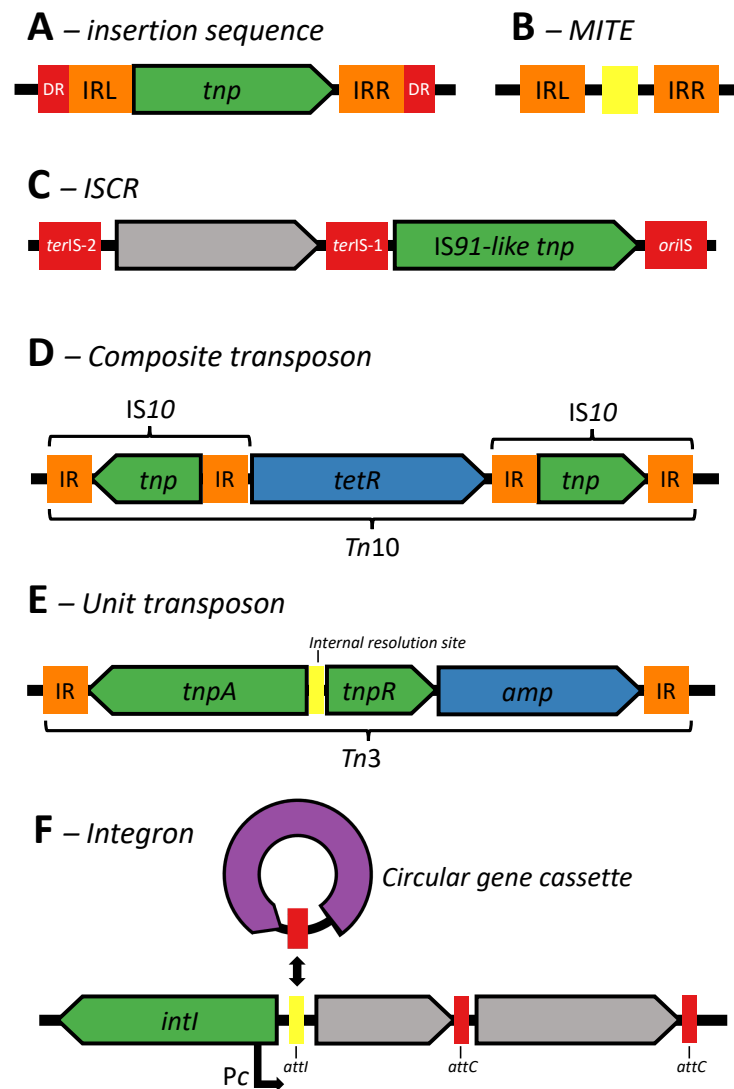 A – insertion sequence
DR IRL tnp IRR DR
B – MITE
IRL IRR
C – ISCR
terIS-2 terIS-1 IS91-like tnp oriIS
D – Composite transposon
IS10 IS10
IR tnp IR tetR IR tnp IR
Tn10
E – Unit transposon
Internal resolution site
IR tnpA tnpR amp IR
Tn3
F – Integron
Circular gene cassette
intI
Pc attI attC attC